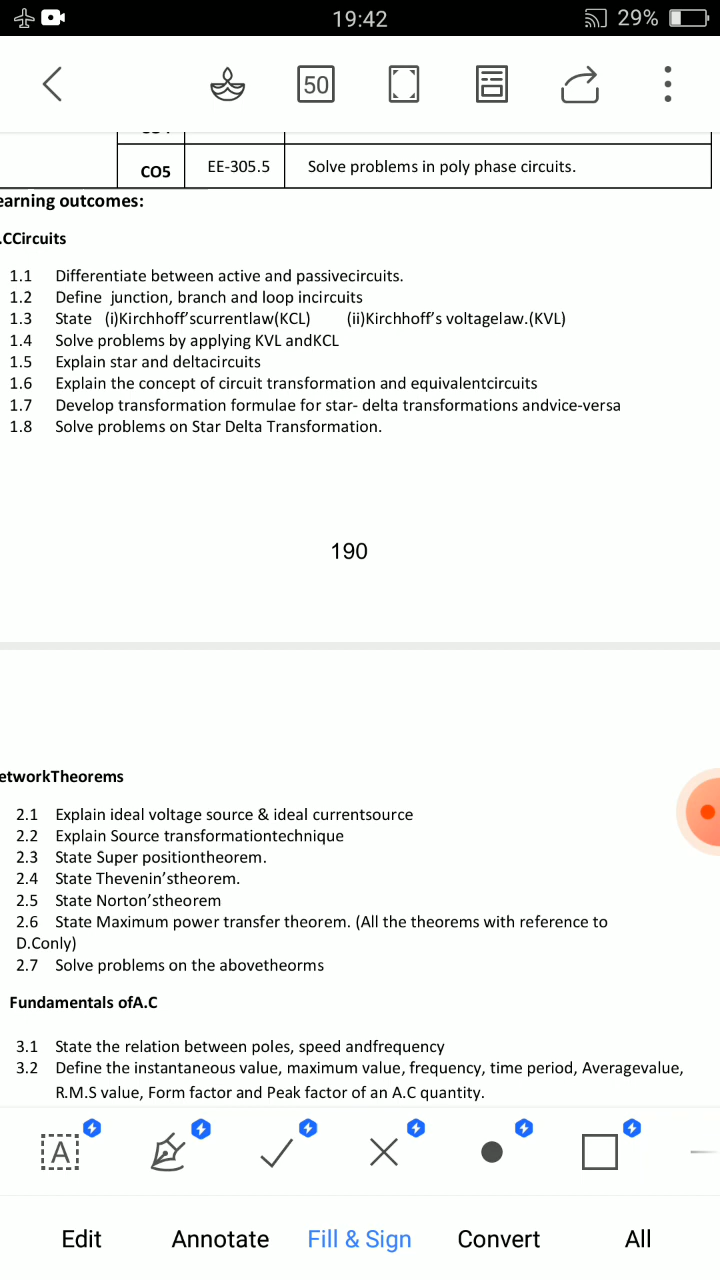 19:42
29%
50
CO5 EE-305.5 Solve problems in poly phase circuits.
earning outcomes:
.CCircuits
1.1 Differentiate between active and passivecircuits.
1.2 Define junction, branch and loop incircuits
1.3 State (i)Kirchhoff'scurrentlaw(KCL) (ii)Kirchhoff's voltagelaw.(KVL)
1.4 Solve problems by applying KVL andKCL
1.5 Explain star and deltacircuits
1.6 Explain the concept of circuit transformation and equivalentcircuits
1.7 Develop transformation formulae for star- delta transformations andvice-versa
1.8 Solve problems on Star Delta Transformation.
190
etworkTheorems
2.1 Explain ideal voltage source & ideal currentsource
2.2 Explain Source transformationtechnique
2.3 State Super positiontheorem.
2.4 State Thevenin'stheorem.
2.5 State Norton'stheorem
2.6 State Maximum power transfer theorem. (All the theorems with reference to
D.Conly)
2.7 Solve problems on the abovetheorms
Fundamentals ofA.C
3.1 State the relation between poles, speed andfrequency
3.2 Define the instantaneous value, maximum value, frequency, time period, Averagevalue,
R.M.S value, Form factor and Peak factor of an A.C quantity.
A
Edit Annotate Fill & Sign Convert All